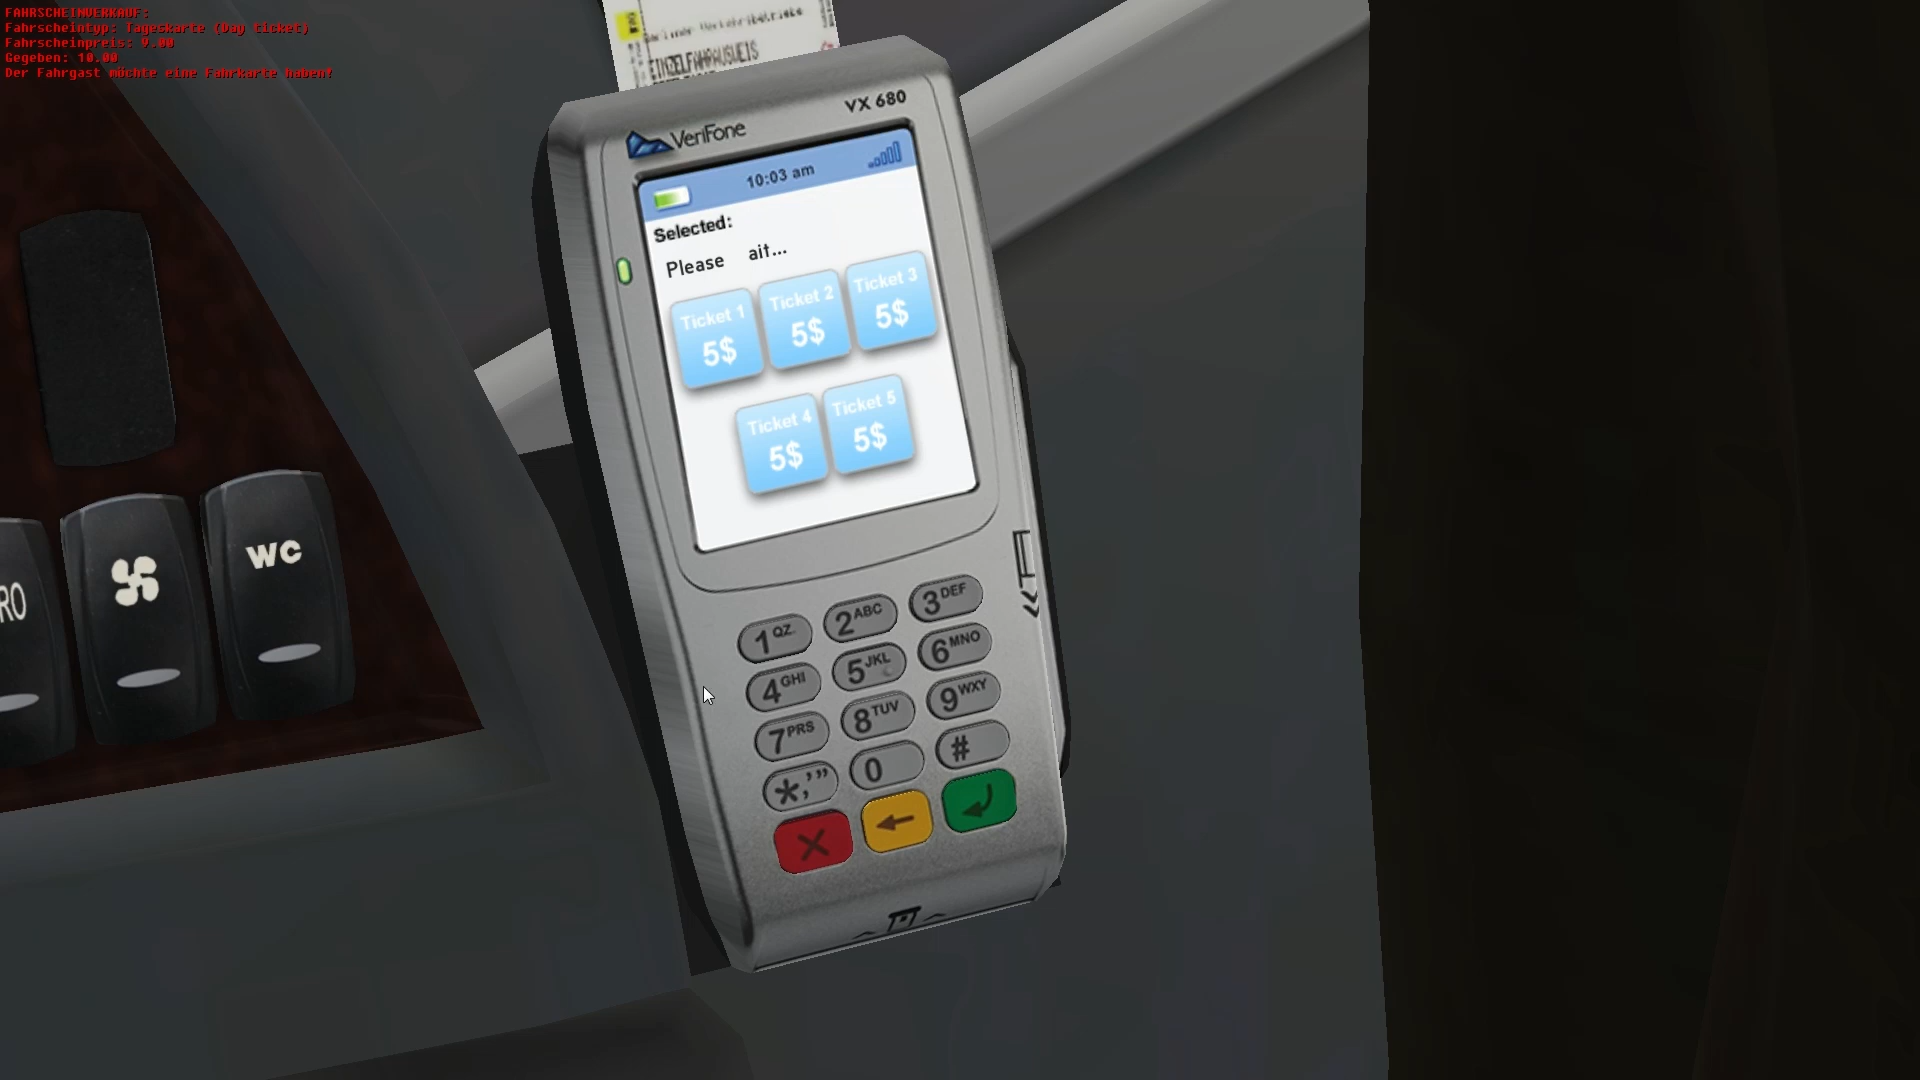 FAHRSCHEINVERKAUF:
Fahrscheintyp: Tageskarte (Day ticket)
Fahrscheinpreis: 9.00
Gegeben: 10.00
Der Fahrgast möchte eine Fahrkarte haben!
EINZELFAHRAUSWEIS
VX 680
VeriFone
10:03 am
Selected:
Please ait...
Ticket 1 Ticket 2 Ticket 3
5$ 5$ 5$
Ticket 4 Ticket 5
5$ 5$
RO
WC
1 QZ. 2 ABC 3 DEF
4 GHI 5 JKL 6 MNO
7 PRS 8 TUV 9 WXY
*,'" 0 #